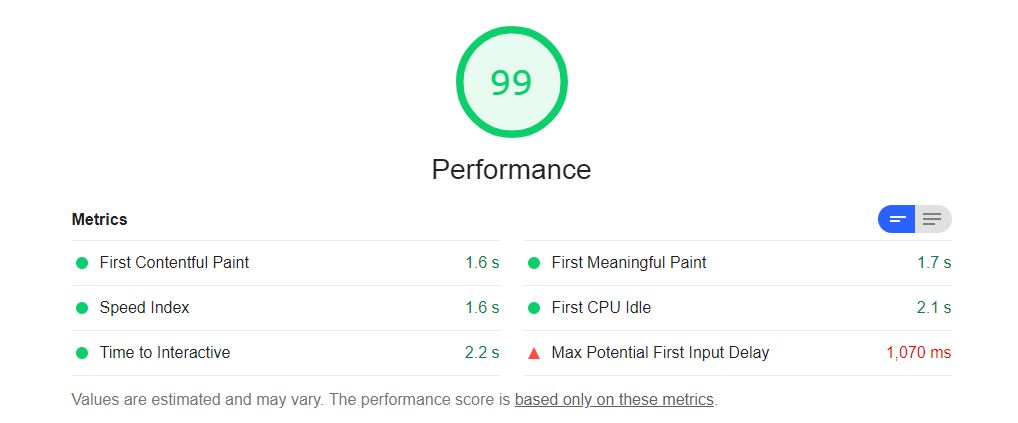 99
Performance
Metrics
First Contentful Paint 1.6 s First Meaningful Paint 1.7 s
Speed Index 1.6 s First CPU Idle 2.1 s
Time to Interactive 2.2 s Max Potential First Input Delay 1,070 ms
Values are estimated and may vary. The performance score is based only on these metrics.